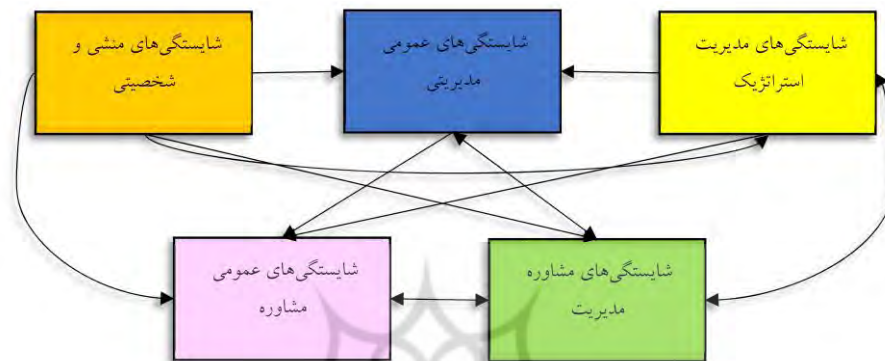 شایستگی‌های مدیریت
استراتژیک
شایستگی‌های عمومی
مدیریتی
شایستگی‌های منشی و
شخصیتی
شایستگی‌های مشاوره
مدیریت
شایستگی‌های عمومی
مشاوره